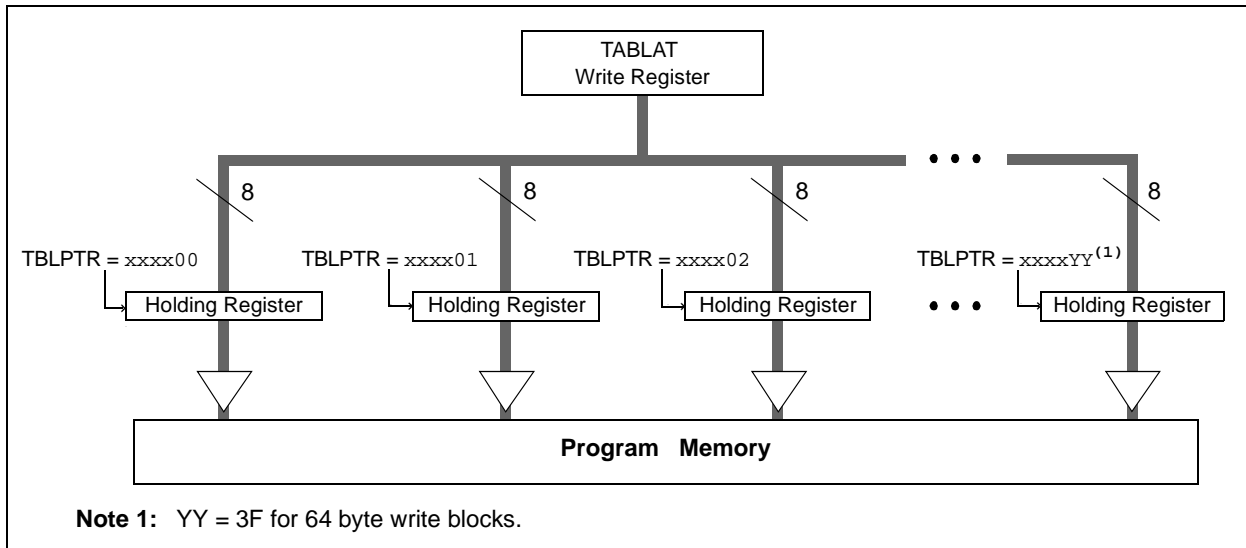 TABLAT
Write Register
8 8 8 8
TBLPTR = xxxx00 TBLPTR = xxxx01 TBLPTR = xxxx02 TBLPTR = xxxxYY(1)
Holding Register Holding Register Holding Register Holding Register
Program Memory
Note 1: YY = 3F for 64 byte write blocks.